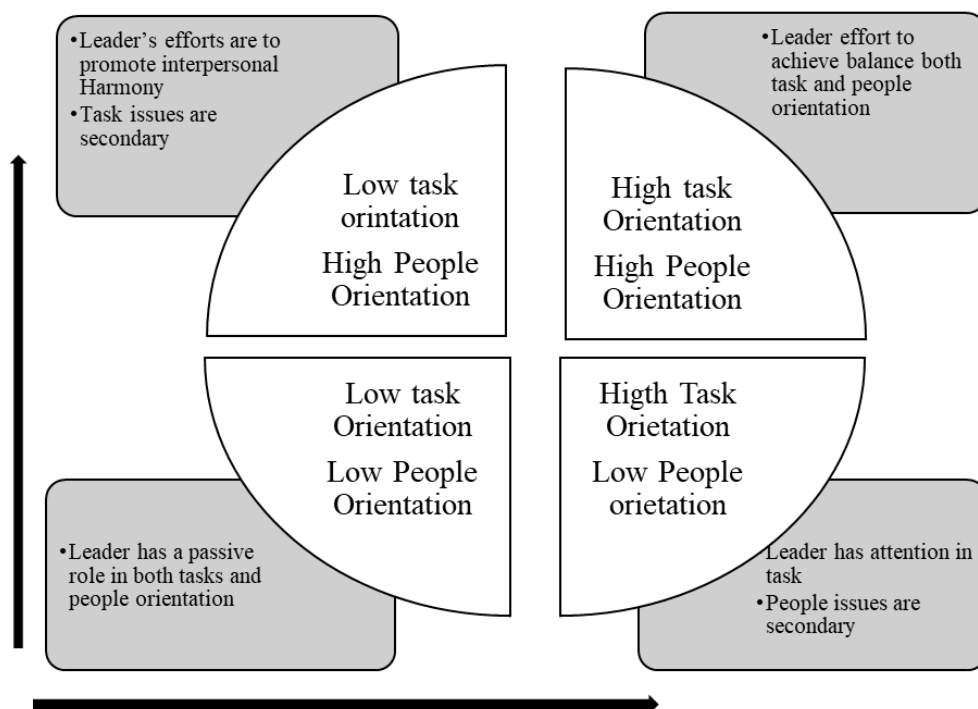 •Leader's efforts are to
promote interpersonal
Harmony
•Task issues are
secondary
•Leader effort to
achieve balance both
task and people
orientation
Low task
orintation
High People
Orientation
High task
Orientation
High People
Orientation
Low task
Orientation
Low People
Orientation
Higth Task
Orietation
Low People
orietation
•Leader has a passive
role in both tasks and
people orientation
Leader has attention in
task
•People issues are
secondary